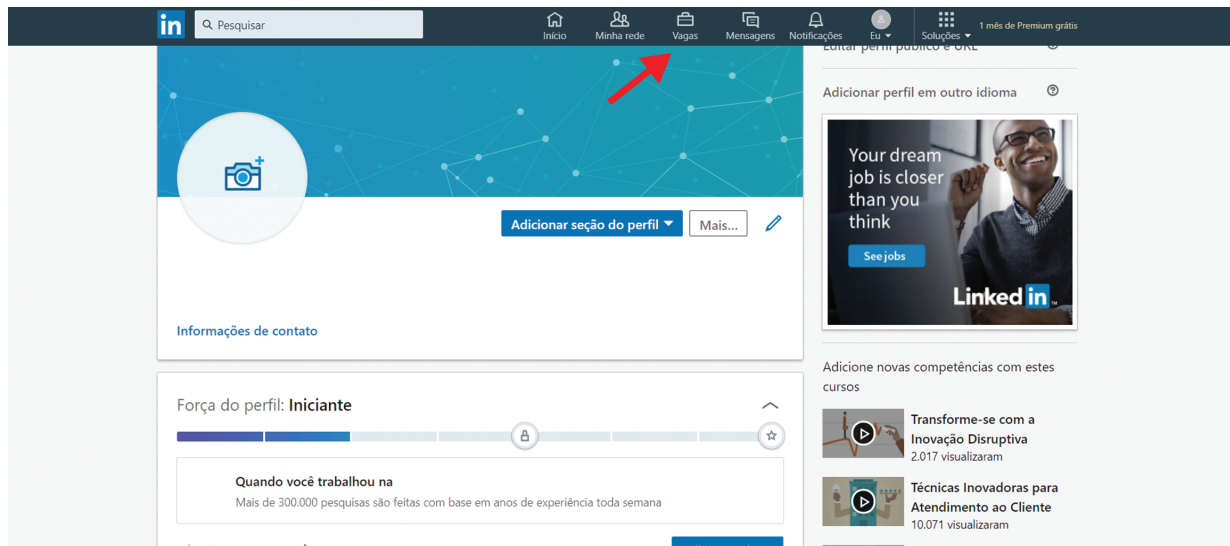 in
Pesquisar
Início
Minha rede
Vagas
Mensagens
Notificações
Eu
Soluções
1 mês de Premium grátis
Adicionar seção do perfil
Mais...
Informações de contato
Força do perfil: Iniciante
Quando você trabalhou na
Mais de 300.000 pesquisas são feitas com base em anos de experiência toda semana
Editar perfil público e URL
Adicionar perfil em outro idioma
Your dream
job is closer
than you
think
See jobs
Linked in
Adicione novas competências com estes
cursos
Transforme-se com a
Inovação Disruptiva
2.017 visualizaram
Técnicas Inovadoras para
Atendimento ao Cliente
10.071 visualizaram